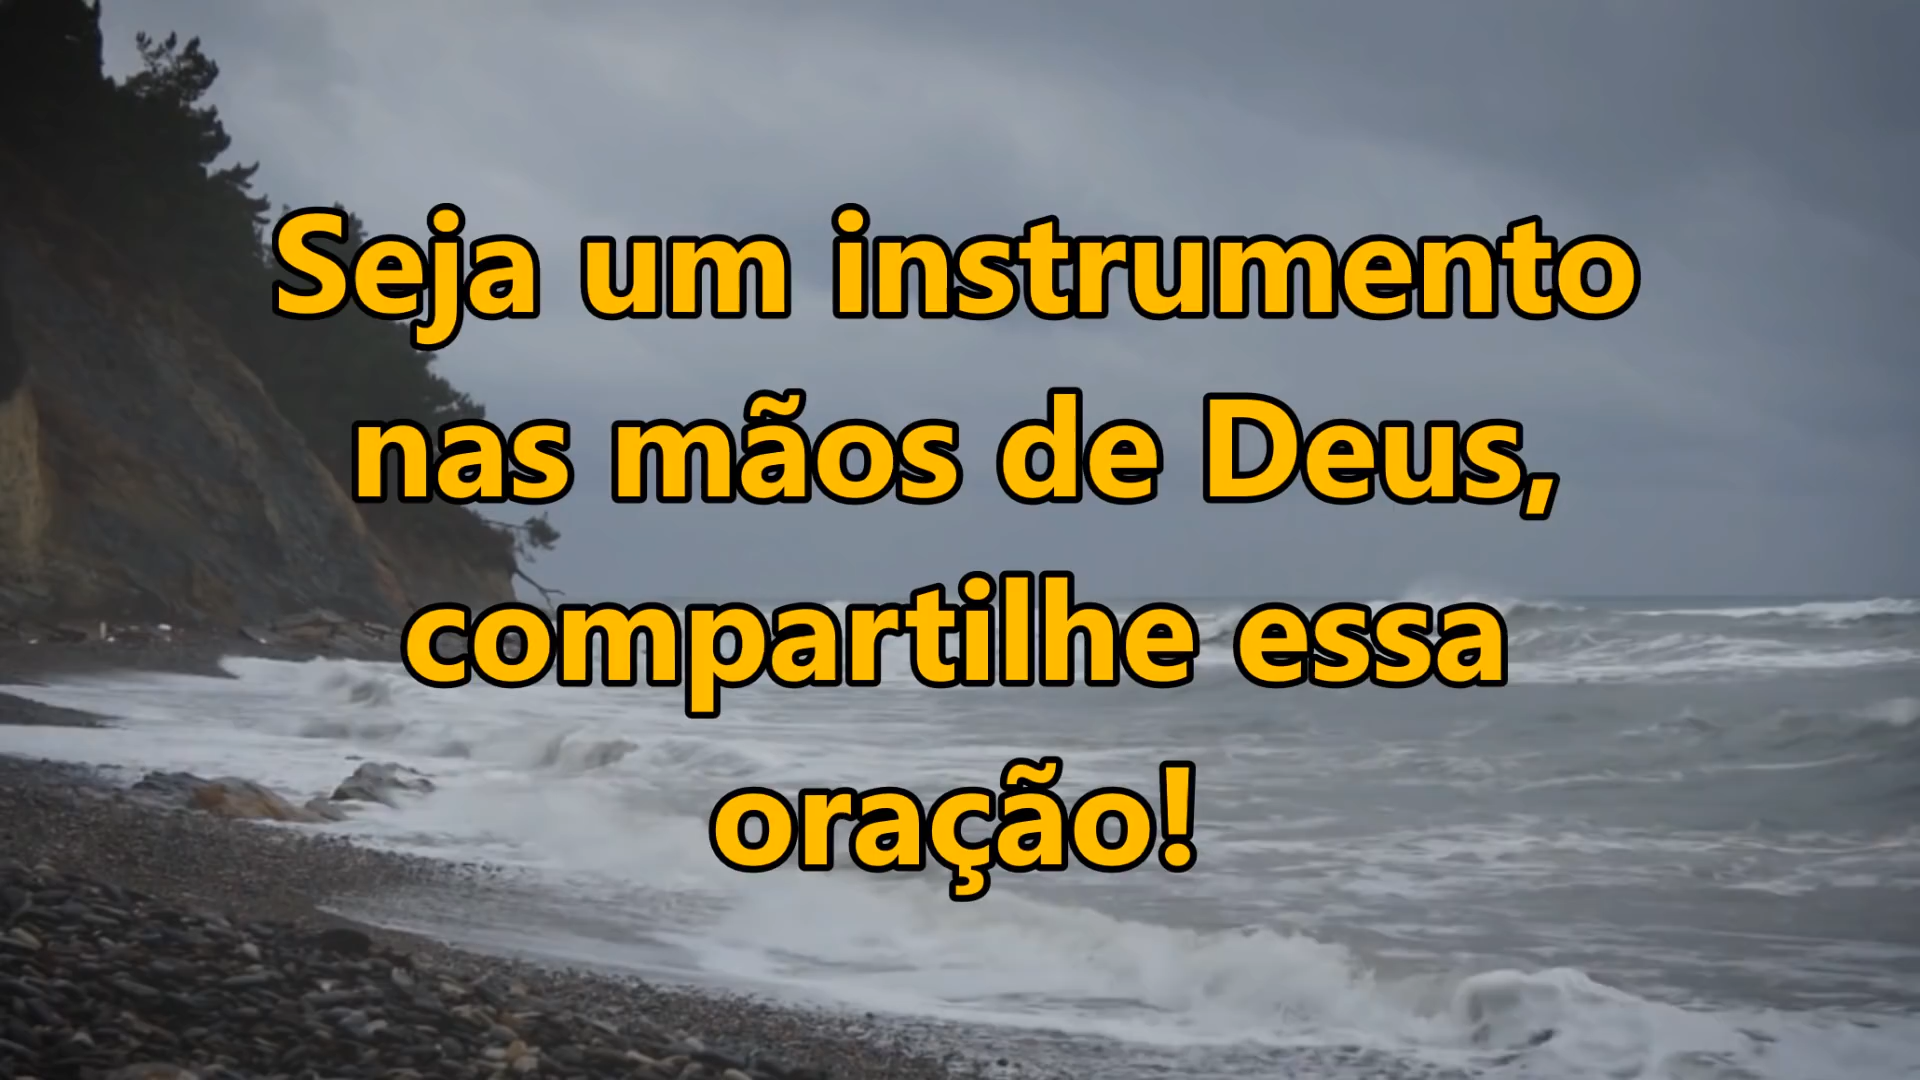 Seja um instrumento
nas mãos de Deus,
compartilhe essa
oração!